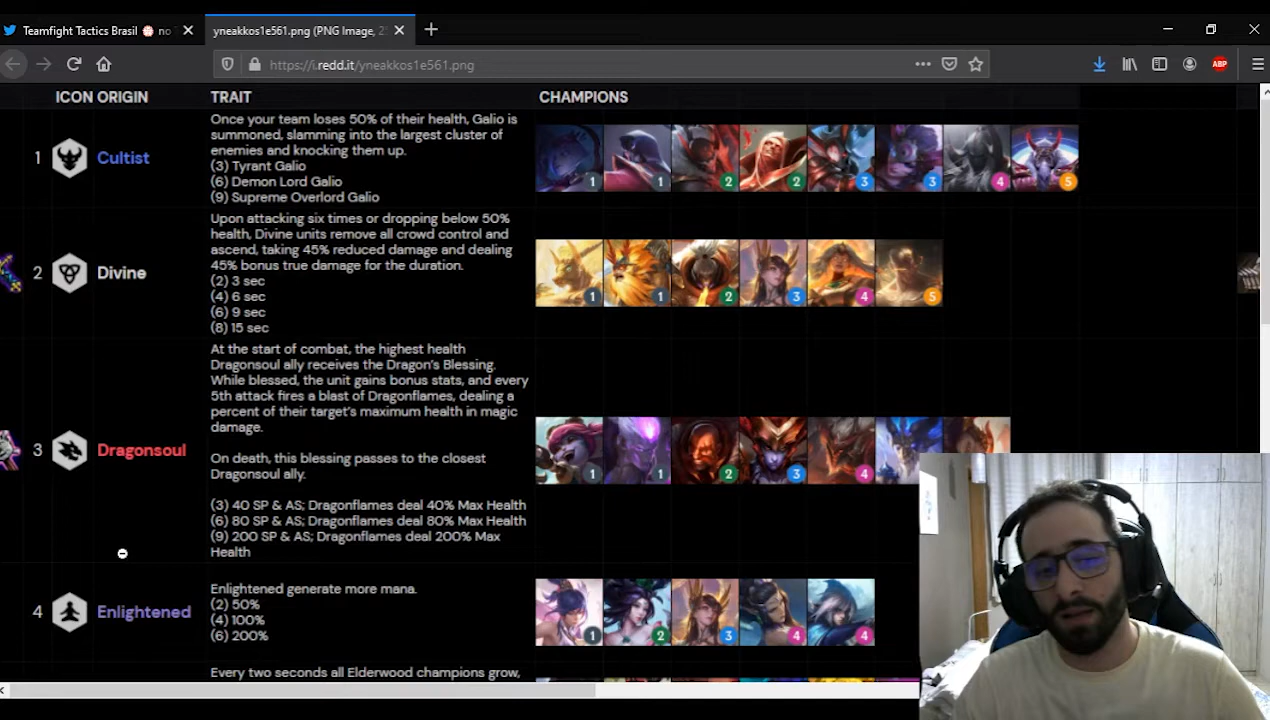 Teamfight Tactics Brasil
no
yneakkos1e561.png (PNG Image, 2
https://i.redd.it/yneakkos1e561.png
ABP
ICON ORIGIN TRAIT CHAMPIONS
1 Cultist
Once your team loses 50% of their health, Galio is
summoned, slamming into the largest cluster of
enemies and knocking them up.
(3) Tyrant Galio
(6) Demon Lord Galio
(9) Supreme Overlord Galio
1 1 2 2 3 3 4 5
2 Divine
Upon attacking six times or dropping below 50%
health, Divine units remove all crowd control and
ascend, taking 45% reduced damage and dealing
45% bonus true damage for the duration.
(2) 3 sec
(4) 6 sec
(6) 9 sec
(8) 15 sec
1 1 2 3 4 5
3 Dragonsoul
At the start of combat, the highest health
Dragonsoul ally receives the Dragon's Blessing.
While blessed, the unit gains bonus stats, and every
5th attack fires a blast of Dragonflames, dealing a
percent of their target's maximum health in magic
damage.
On death, this blessing passes to the closest
Dragonsoul ally.
(3) 40 SP & AS; Dragonflames deal 40% Max Health
(6) 80 SP & AS; Dragonflames deal 80% Max Health
(9) 200 SP & AS; Dragonflames deal 200% Max
Health
1 1 2 3 4
4 Enlightened
Enlightened generate more mana.
(2) 50%
(4) 100%
(6) 200%
1 2 3 4 4
Every two seconds all Elderwood champions grow,